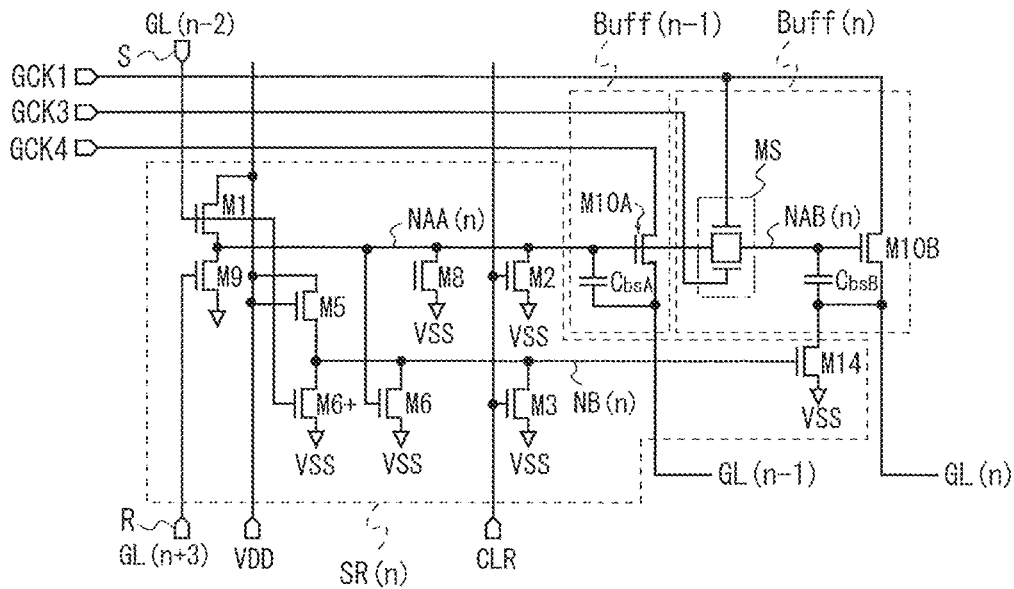 GL(n-2)
S
Buff(n-1)
Buff(n)
GCK1
GCK3
GCK4
MS
M1
NAA(n)
M10A
NAB(n)
M10B
M9
M8
M2
CbsA
CbsB
M5
VSS
VSS
M14
M6+
M6
M3
NB(n)
VSS
VSS
VSS
VSS
GL(n-1)
GL(n)
R
GL(n+3)
VDD
SR(n)
CLR